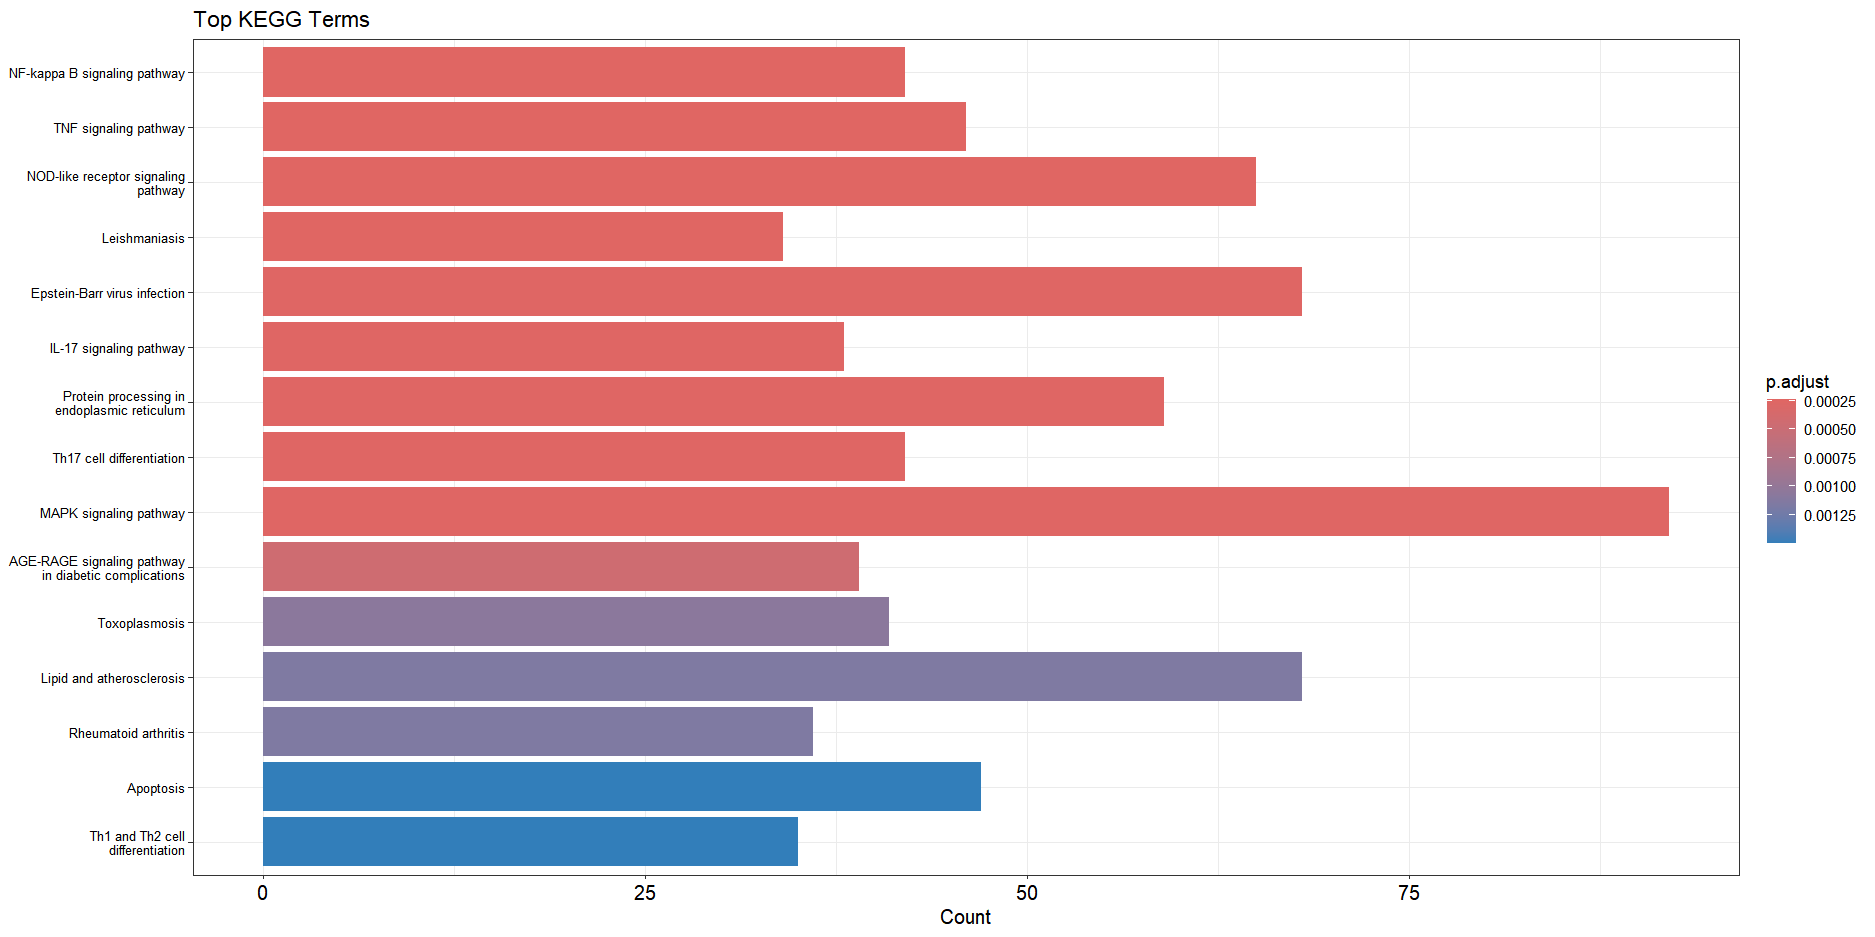 Top KEGG Terms
NF-kappa B signaling pathway
TNF signaling pathway
NOD-like receptor signaling
pathway
Leishmaniasis
Epstein-Barr virus infection
IL-17 signaling pathway
Protein processing in
endoplasmic reticulum
Th17 cell differentiation
MAPK signaling pathway
AGE-RAGE signaling pathway
in diabetic complications
Toxoplasmosis
Lipid and atherosclerosis
Rheumatoid arthritis
Apoptosis
Th1 and Th2 cell
differentiation
0 25 50 75
Count
p.adjust
0.00025
0.00050
0.00075
0.00100
0.00125